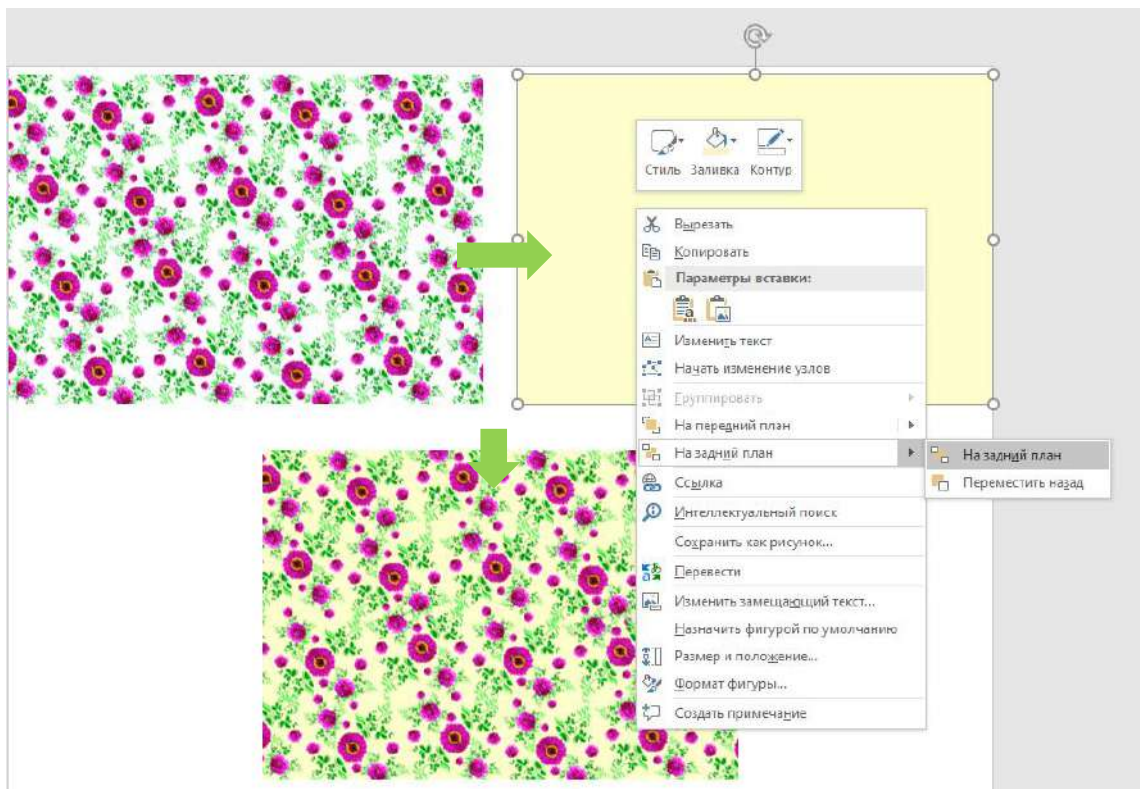 Стиль Заливка Контур
Вырезать
Копировать
Параметры вставки:
Изменить текст
Начать изменение узлов
Группировать
На передний план
На задний план
На задний план
Ссылка
Переместить назад
Интеллектуальный поиск
Сохранить как рисунок...
Перевести
Изменить замещающий текст...
Назначить фигурой по умолчанию
Размер и положение...
Формат фигуры...
Создать примечание